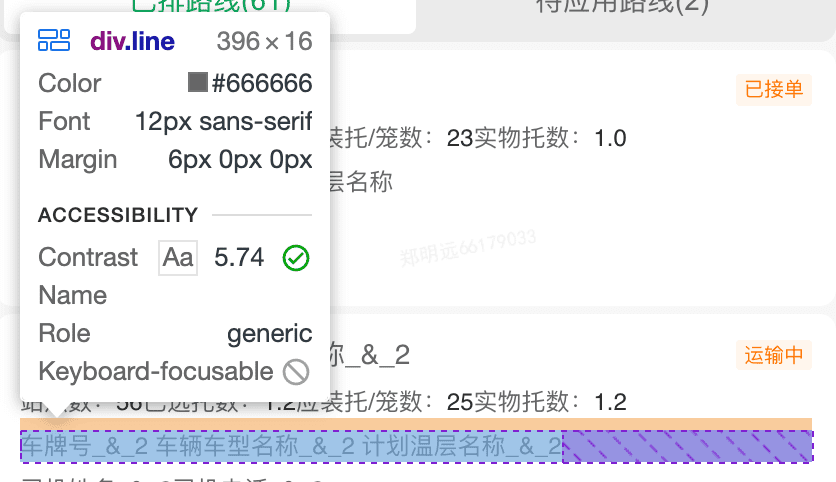 已排路线(61)
待应用路线(2)
div.line 396×16
Color #666666
Font 12px sans-serif
Margin 6px 0px 0px
ACCESSIBILITY
Contrast Aa 5.74
Name
Role generic
Keyboard-focusable
已接单
装托/笼数：23实物托数：1.0
层名称
郑明远66179033
称_&_2
运输中
站点数：56已选托数：1.2应装托/笼数：25实物托数：1.2
车牌号_&_2 车辆车型名称_&_2 计划温层名称_&_2